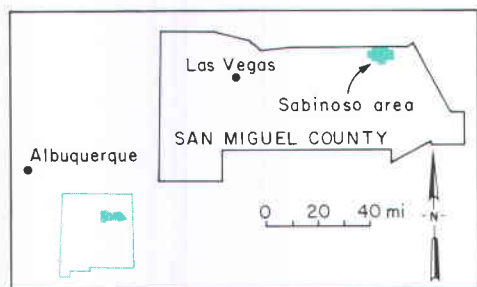 Las Vegas
Sabinoso area
SAN MIGUEL COUNTY
Albuquerque
0 20 40 mi
-N-